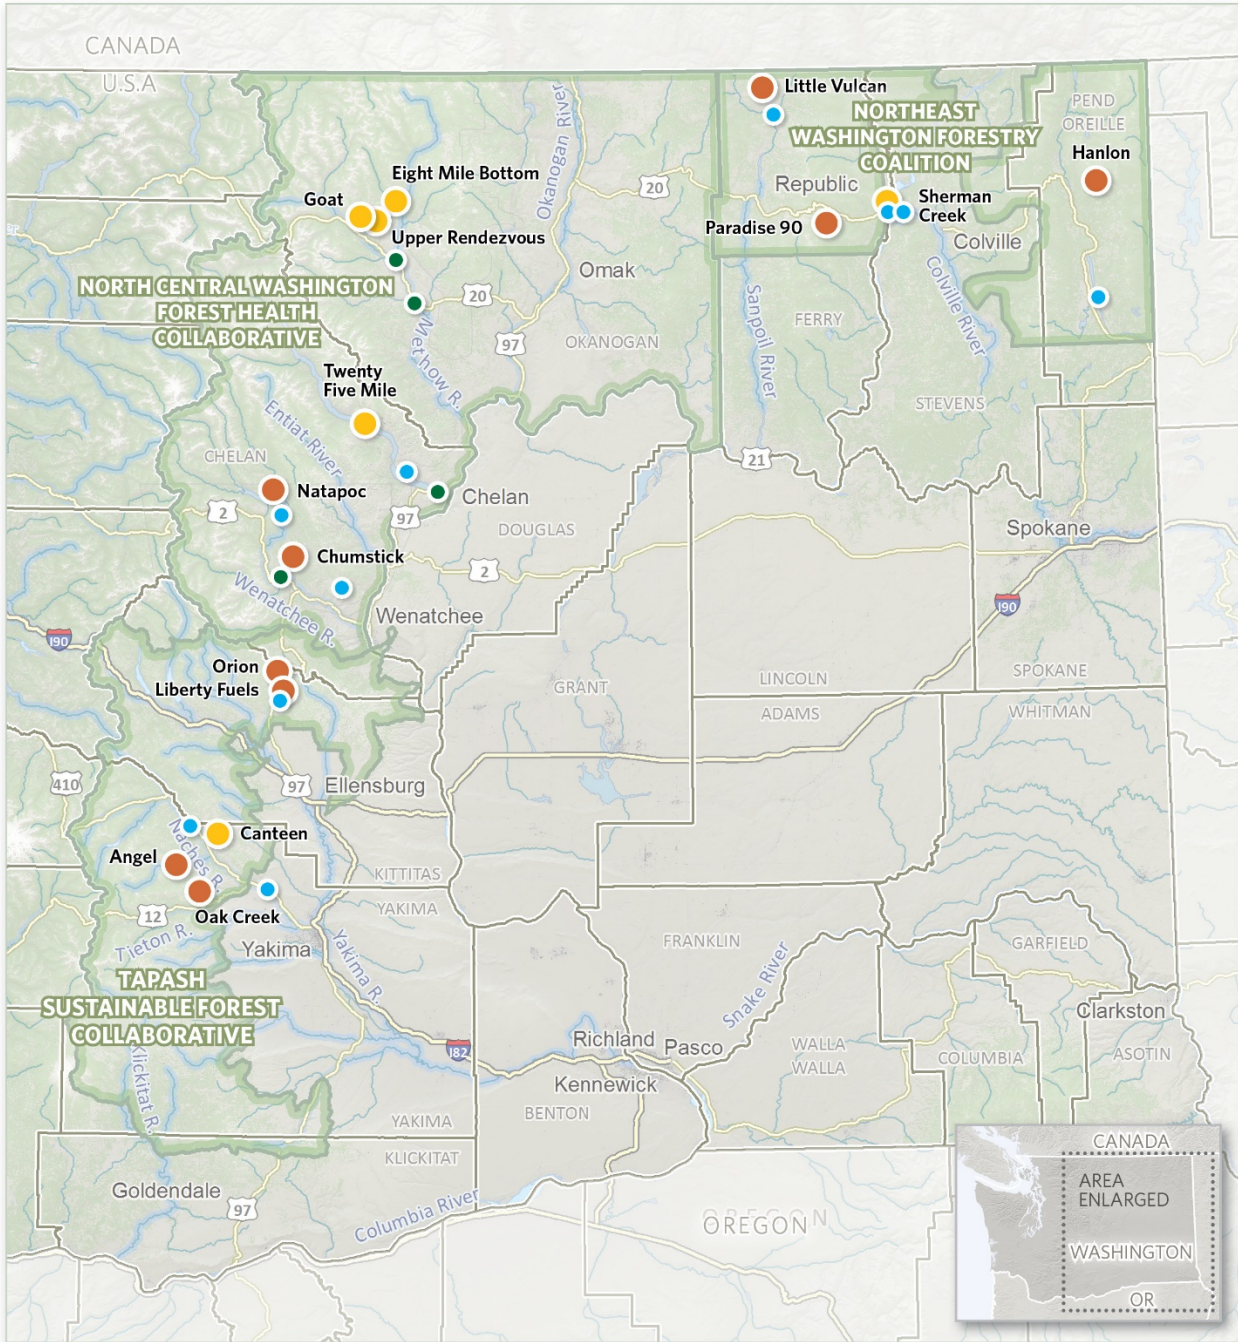 CANADA
U.S.A
Little Vulcan
NORTHEAST
WASHINGTON FORESTRY
COALITION
PEND
OREILLE
Hanlon
Okanogan River
Eight Mile Bottom
Goat
20
Republic
Sherman
Creek
Paradise 90
Upper Rendezvous
Colville
Omak
NORTH CENTRAL WASHINGTON
FOREST HEALTH
COLLABORATIVE
20
97
Methow R.
OKANOGAN
Sanpoil River
FERRY
Colville River
STEVENS
Twenty
Five Mile
Entiat River
CHELAN
21
Natapoc
Chelan
2
97
DOUGLAS
Spokane
Chumstick
2
Wenatchee R.
Wenatchee
190
190
Orion
Liberty Fuels
GRANT
LINCOLN
SPOKANE
ADAMS
WHITMAN
410
97
Ellensburg
Naches R.
Canteen
Angel
KITTITAS
Oak Creek
12
YAKIMA
Tieton R.
Yakima
Yakima R.
FRANKLIN
Snake River
GARFIELD
TAPASH
SUSTAINABLE FOREST
COLLABORATIVE
Clarkston
Klickitat R.
182
Richland
Pasco
WALLA
WALLA
COLUMBIA
ASOTIN
Kennewick
BENTON
YAKIMA
KLICKITAT
Goldendale
97
Columbia River
OREGON
CANADA
AREA
ENLARGED
WASHINGTON
OR